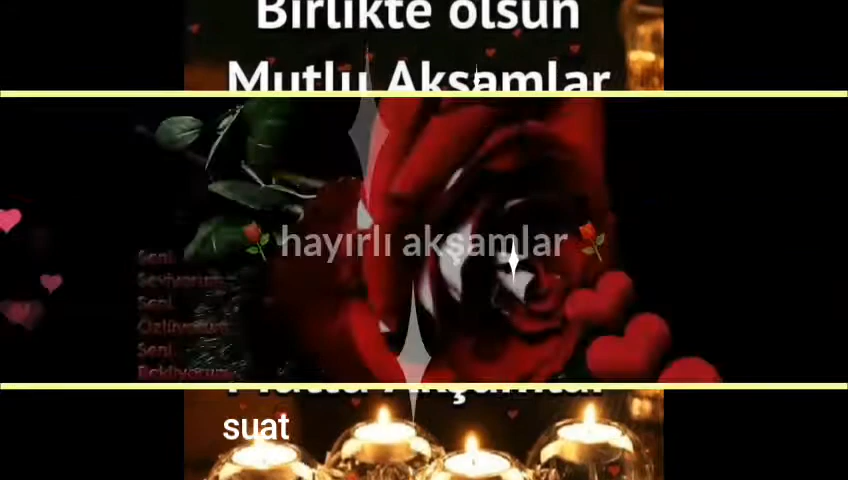 Birlikte olsun
Mutlu Akşamlar
hayırlı akşamlar
Seni
Seviyorum
Seni
Özlüyorum
Seni
Bekliyorum
suat